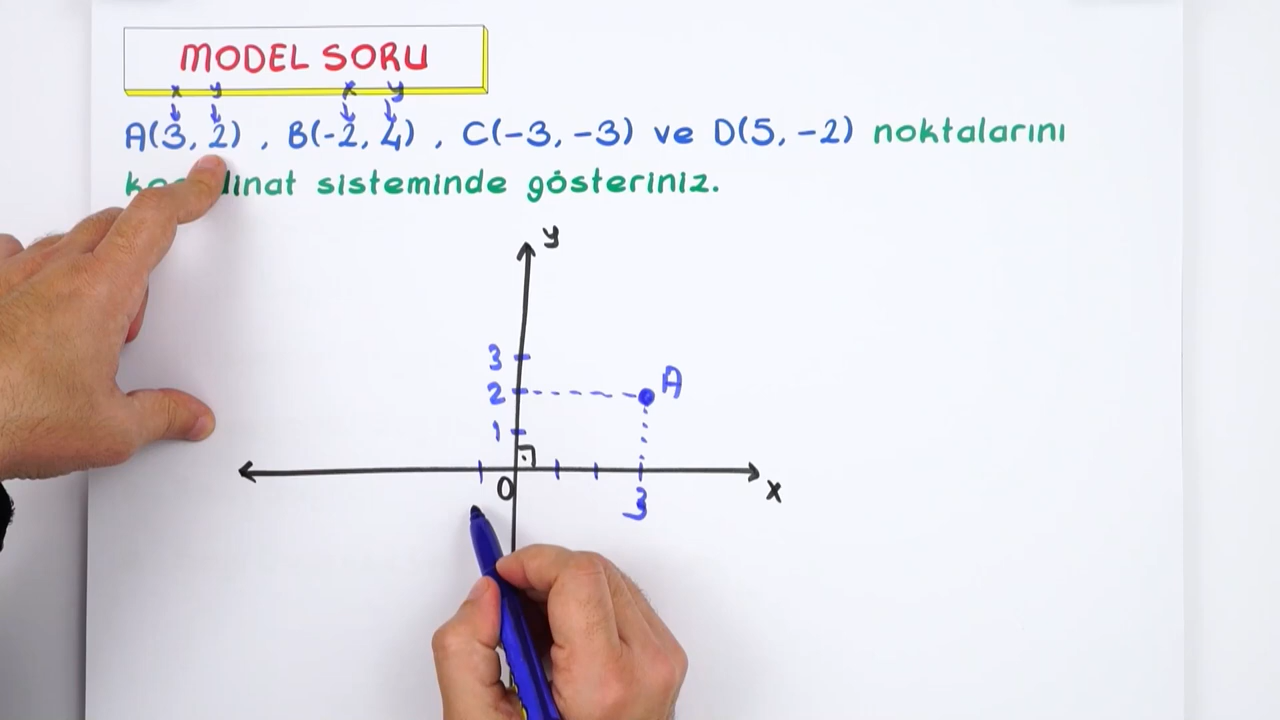 MODEL SORU
x y x y
A(3, 2) , B(-2, 4) , C(-3, -3) ve D(5, -2) noktalarını
sisteminde gösteriniz.
y
3
2
A
1
0
3
x